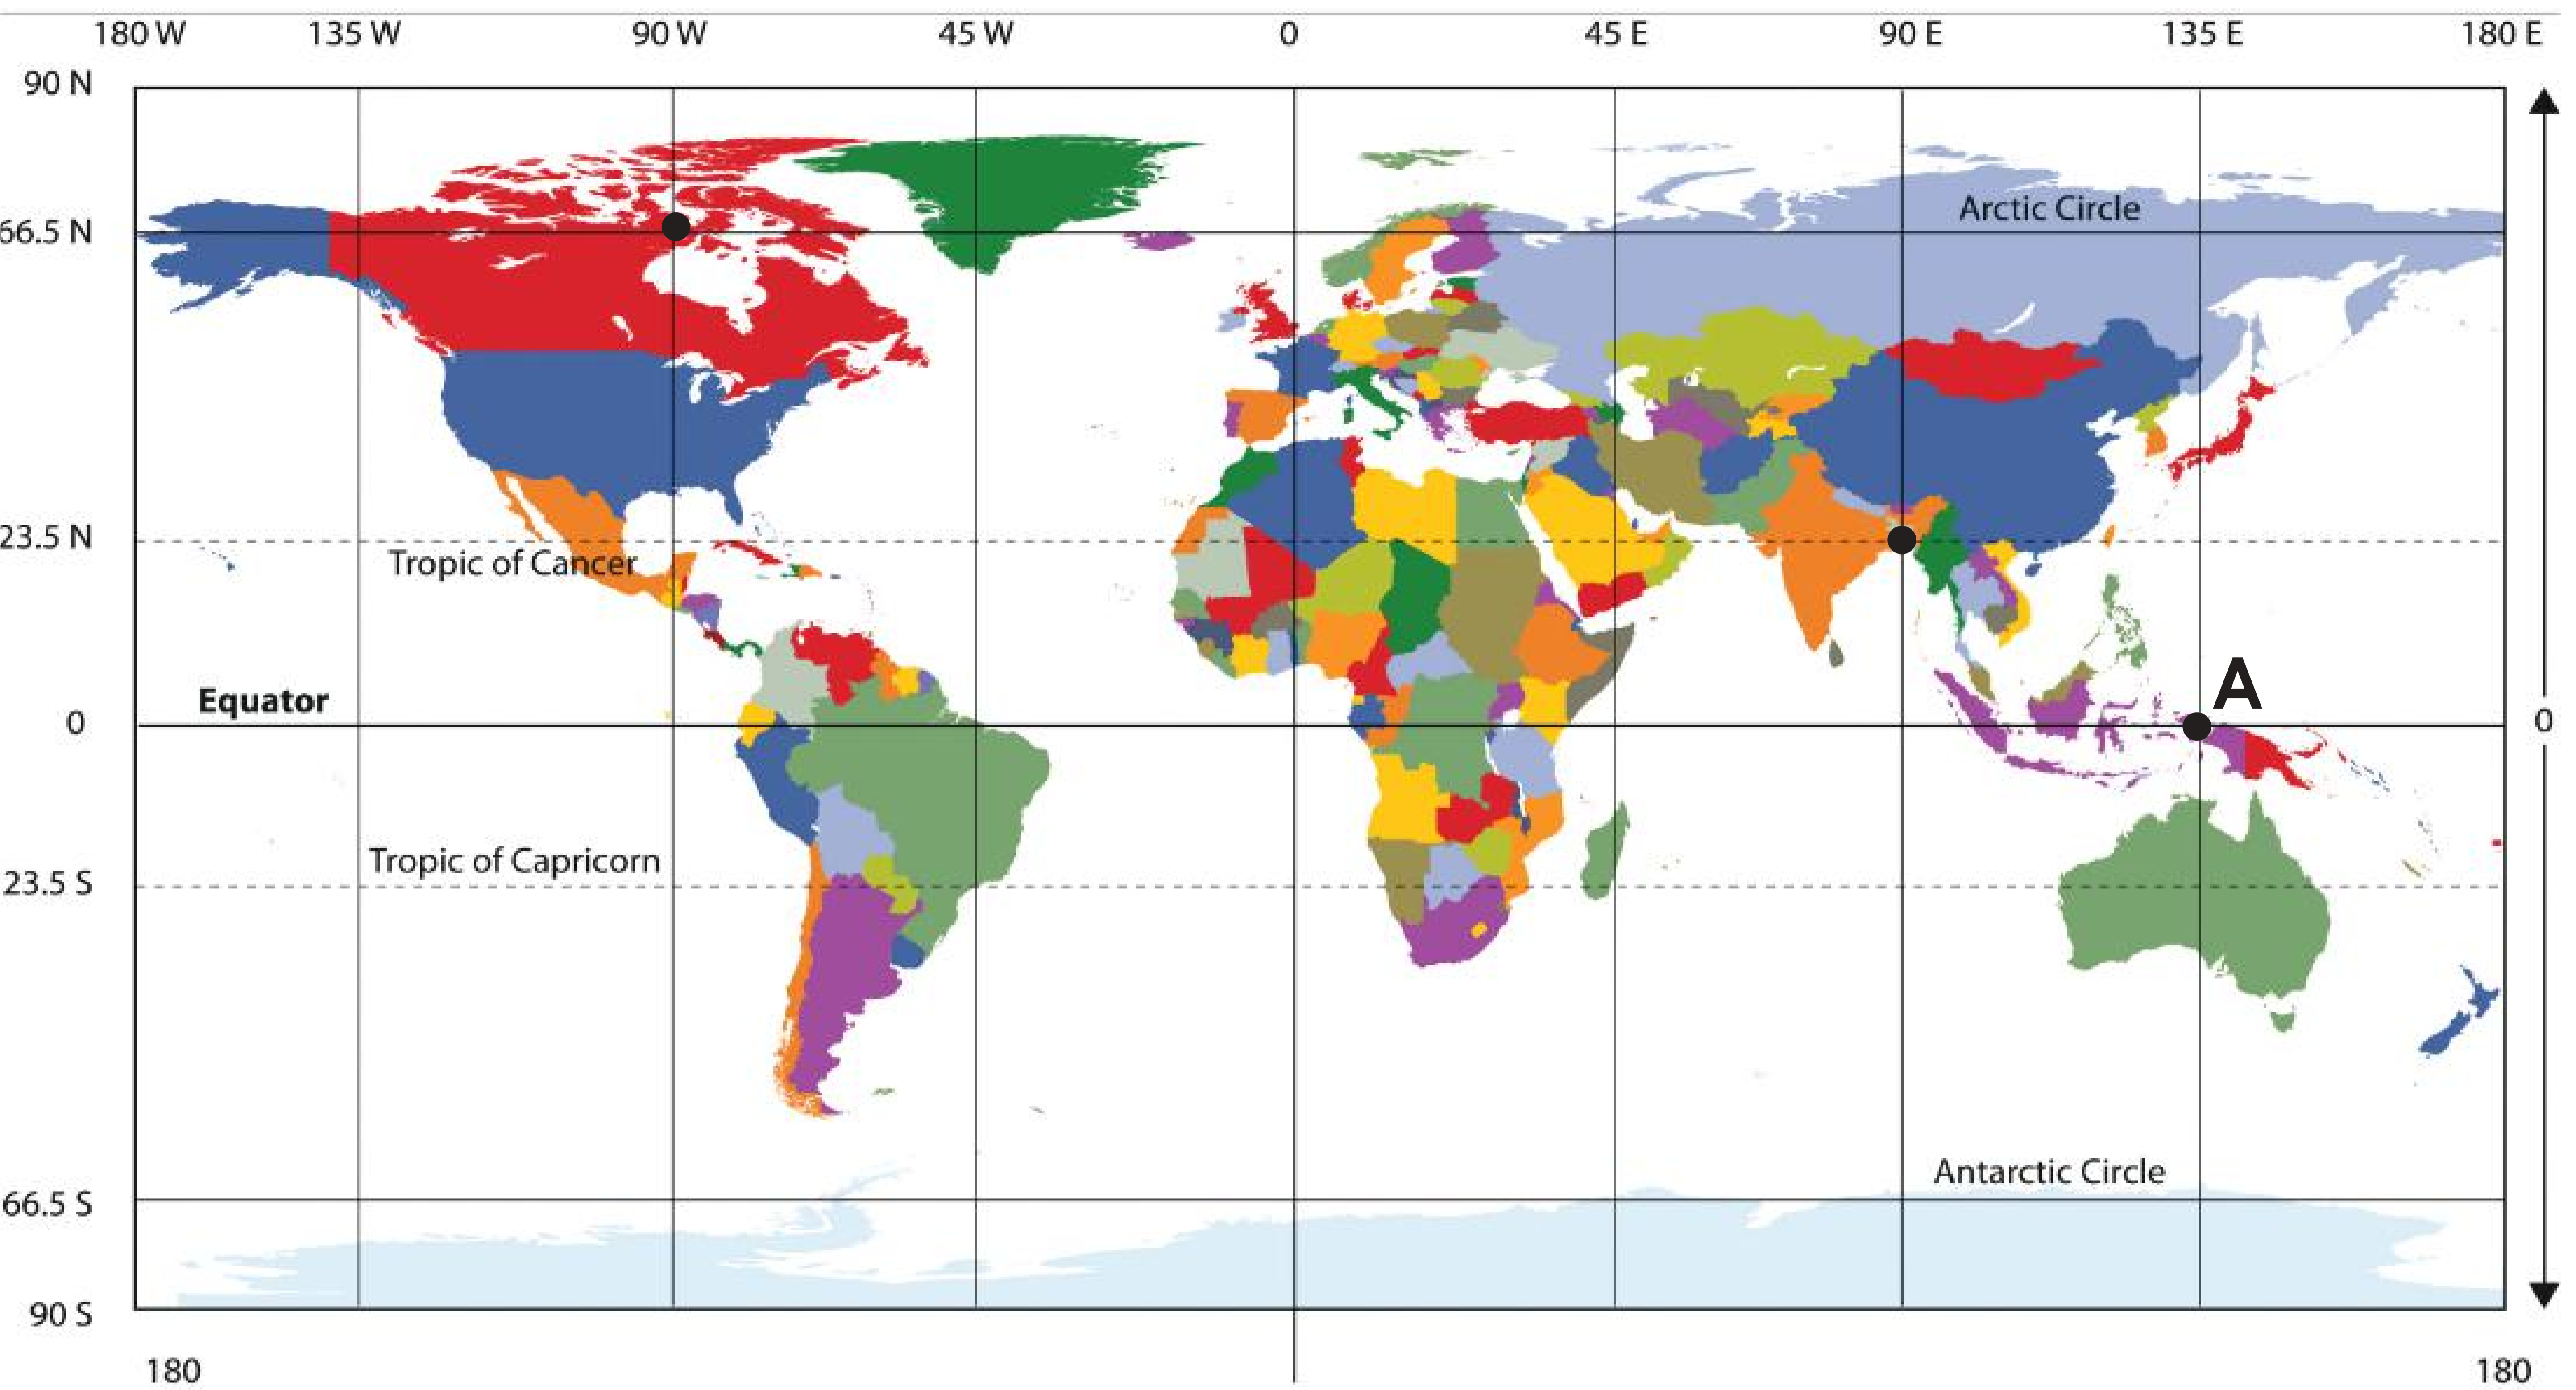 180 W 135 W 90 W 45 W 0 45 E 90 E 135 E 180 E
90 N
Arctic Circle
66.5 N
23.5 N
Tropic of Cancer
A
Equator
0 0
Tropic of Capricorn
23.5 S
Antarctic Circle
66.5 S
90 S
180 180